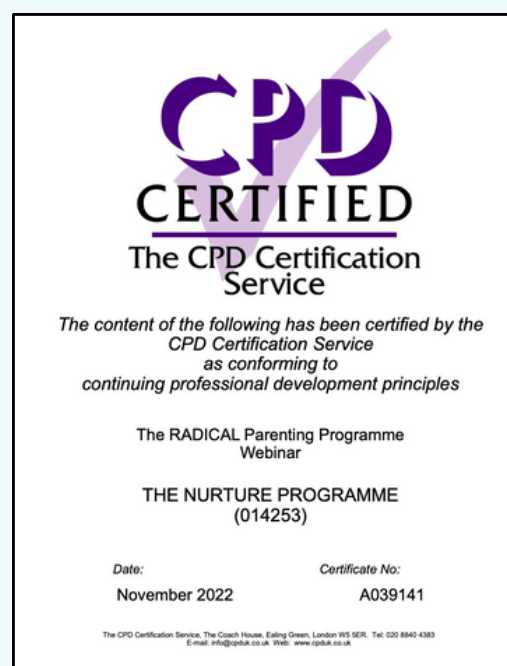 CPD
CERTIFIED
The CPD Certification
Service
The content of the following has been certified by the
CPD Certification Service
as conforming to
continuing professional development principles
The RADICAL Parenting Programme
Webinar
THE NURTURE PROGRAMME
(014253)
Date:
Certificate No:
November 2022
A039141
The CPD Certification Service, The Coach House, Ealing Green, London W5 5ER. Tel: 020 8840 4383
E-mail: info@cpduk.co.uk Web: www.cpduk.co.uk